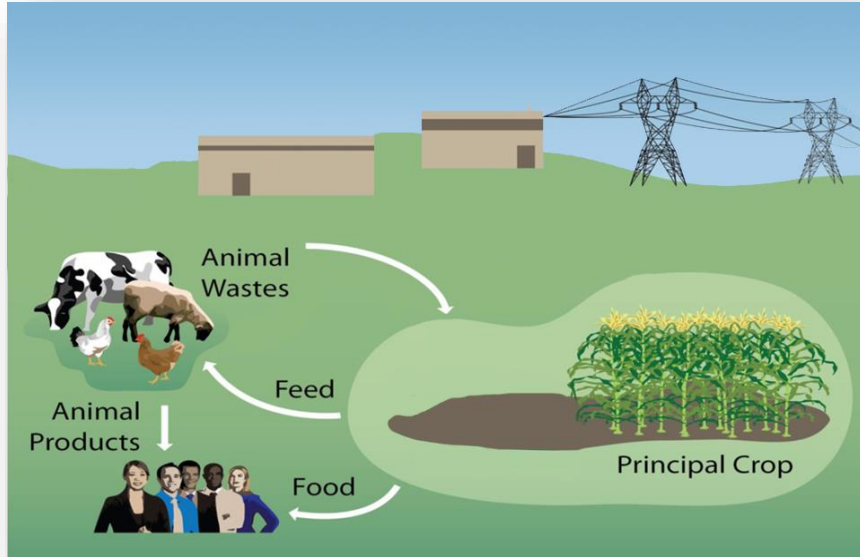 Animal
Wastes
Feed
Animal
Products
Food
Principal Crop